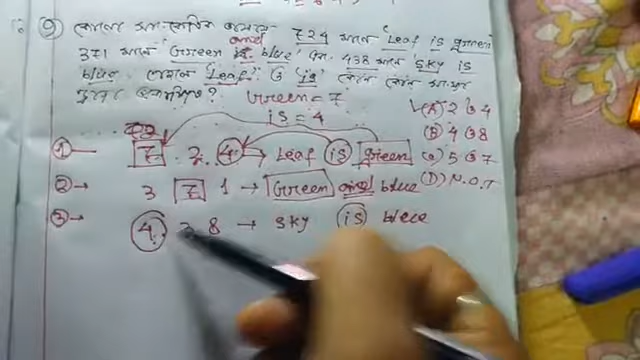 9) কোনো সাংকেতিক ভাষায় 724 মানে 'Leaf is green'
371 মানে 'Green and blue' এবং 438 মানে Sky is
blue. তাহলে 'Leaf' ও 'is' কোন কোন সংখ্যা
দ্বারা
Green = 7
is = 4
(A) 2 ও 4
(B) 4 ও 8
(C) 5 ও 7
(D) N.O.T
① 7 2 4 → Leaf is green
② → 3 7 1 → Green and blue
③ → 4 3 8 → Sky is blue